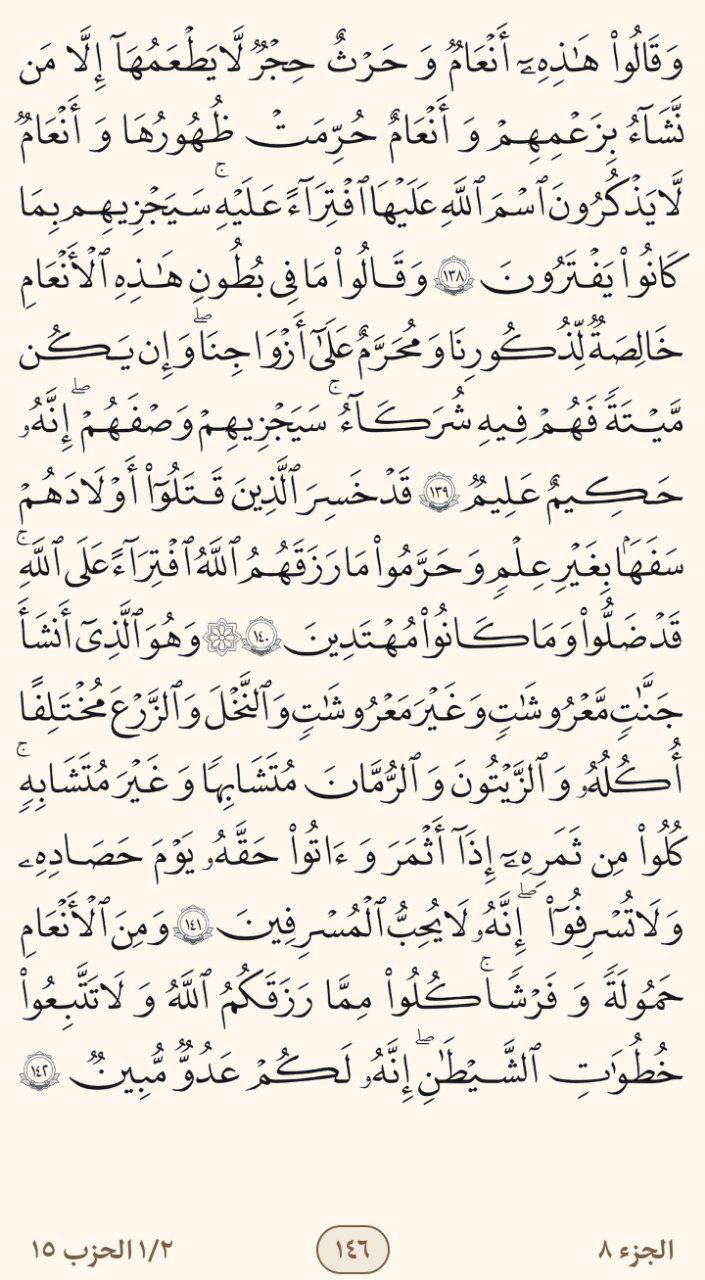 وَقَالُوا۟ هَـٰذِهِۦٓ أَنْعَـٰمٌۭ وَحَرْثٌ حِجْرٌۭ لَّا يَطْعَمُهَآ إِلَّا مَن
نَّشَآءُ بِزَعْمِهِمْ وَأَنْعَـٰمٌ حُرِّمَتْ ظُهُورُهَا وَأَنْعَـٰمٌۭ
لَّا يَذْكُرُونَ ٱسْمَ ٱللَّهِ عَلَيْهَا ٱفْتِرَآءً عَلَيْهِ ۚ سَيَجْزِيهِم بِمَا
كَانُوا۟ يَفْتَرُونَ ١٣٨ وَقَالُوا۟ مَا فِى بُطُونِ هَـٰذِهِ ٱلْأَنْعَـٰمِ
خَالِصَةٌۭ لِّذُكُورِنَا وَمُحَرَّمٌ عَلَىٰٓ أَزْوَٰجِنَا ۖ وَإِن يَكُن
مَّيْتَةًۭ فَهُمْ فِيهِ شُرَكَآءُ ۚ سَيَجْزِيهِمْ وَصْفَهُمْ ۚ إِنَّهُۥ
حَكِيمٌ عَلِيمٌۭ ١٣٩ قَدْ خَسِرَ ٱلَّذِينَ قَتَلُوٓا۟ أَوْلَـٰدَهُمْ
سَفَهًۢا بِغَيْرِ عِلْمٍۢ وَحَرَّمُوا۟ مَا رَزَقَهُمُ ٱللَّهُ ٱفْتِرَآءً عَلَى ٱللَّهِ ۚ
قَدْ ضَلُّوا۟ وَمَا كَانُوا۟ مُهْتَدِينَ ١٤٠ ۞ وَهُوَ ٱلَّذِىٓ أَنشَأَ
جَنَّـٰتٍۢ مَّعْرُوشَـٰتٍۢ وَغَيْرَ مَعْرُوشَـٰتٍۢ وَٱلنَّخْلَ وَٱلزَّرْعَ مُخْتَلِفًا
أُكُلُهُۥ وَٱلزَّيْتُونَ وَٱلرُّمَّانَ مُتَشَـٰبِهًۭا وَغَيْرَ مُتَشَـٰبِهٍۢ ۚ
كُلُوا۟ مِن ثَمَرِهِۦٓ إِذَآ أَثْمَرَ وَءَاتُوا۟ حَقَّهُۥ يَوْمَ حَصَادِهِۦ
وَلَا تُسْرِفُوٓا۟ ۚ إِنَّهُۥ لَا يُحِبُّ ٱلْمُسْرِفِينَ ١٤١ وَمِنَ ٱلْأَنْعَـٰمِ
حَمُولَةًۭ وَفَرْشًۭا ۚ كُلُوا۟ مِمَّا رَزَقَكُمُ ٱللَّهُ وَلَا تَتَّبِعُوا۟
خُطُوَٰتِ ٱلشَّيْطَـٰنِ ۚ إِنَّهُۥ لَكُمْ عَدُوٌّۭ مُّبِينٌۭ ١٤٢
الجزء ٨ ١٤٦ ١/٢ الحزب ١٥